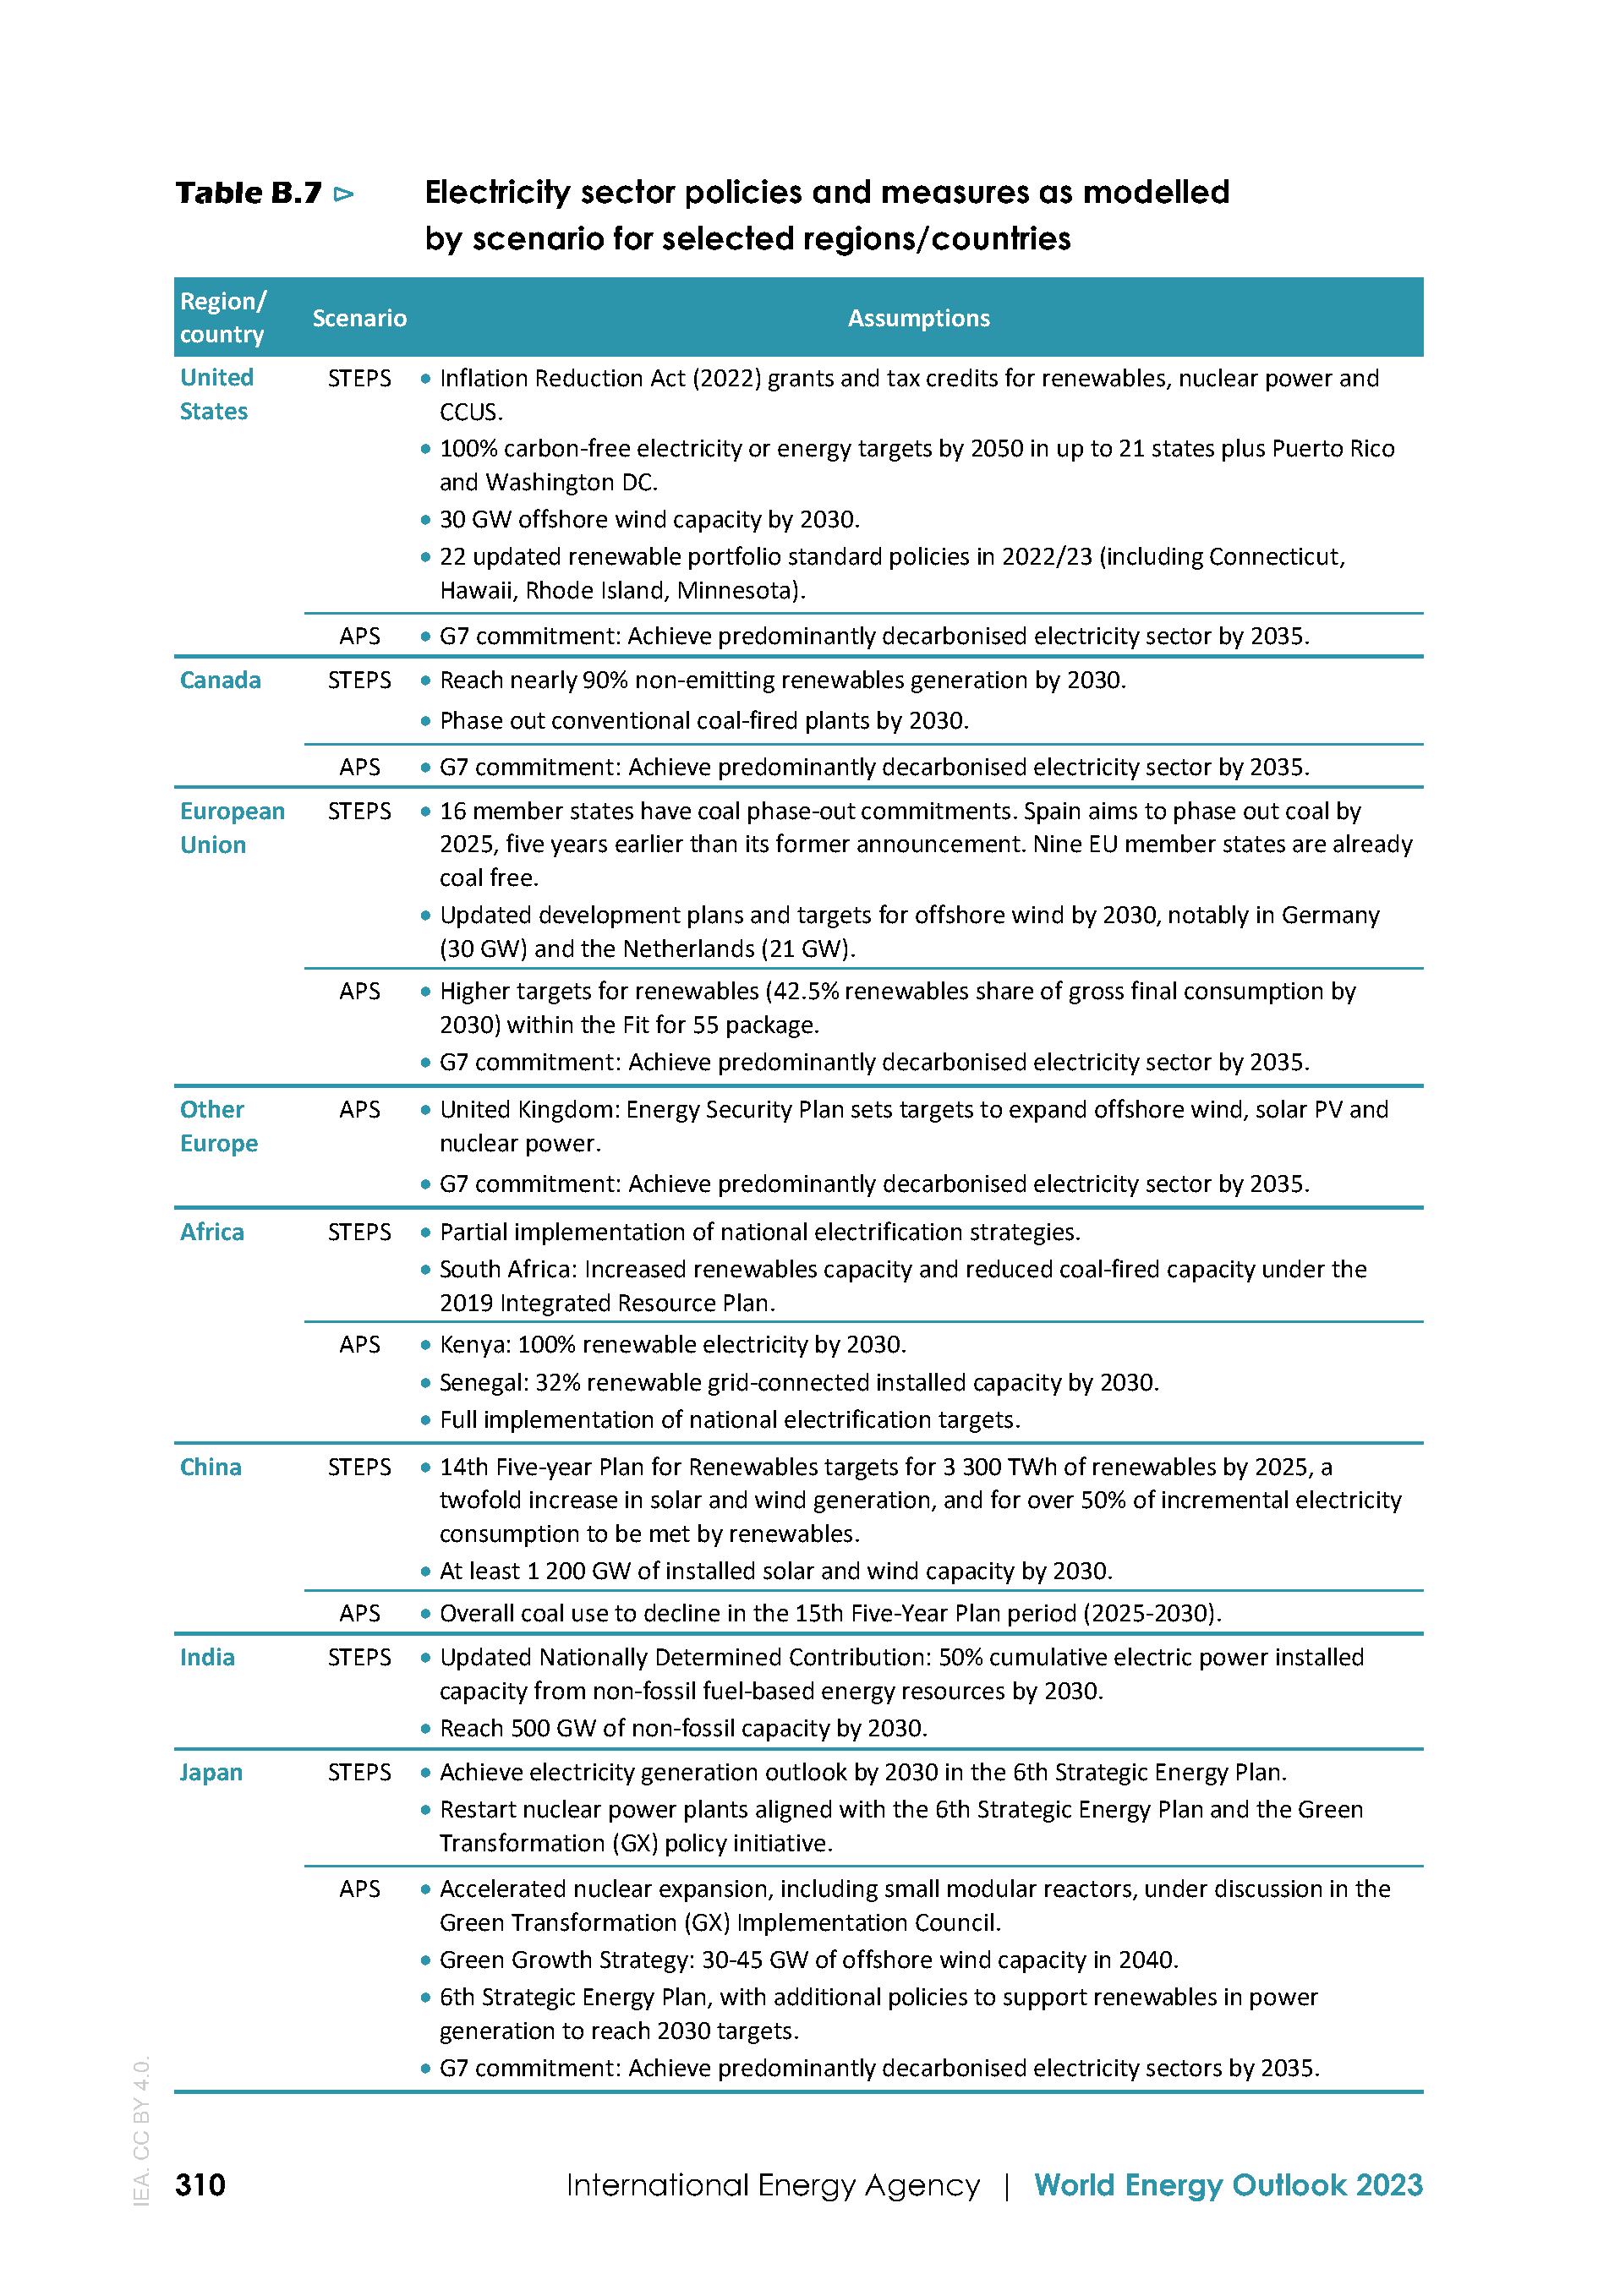 Table B.7 ⊳ Electricity sector policies and measures as modelled
by scenario for selected regions/countries
Region/
country
Scenario
Assumptions
United
States
STEPS
• Inflation Reduction Act (2022) grants and tax credits for renewables, nuclear power and
CCUS.
• 100% carbon-free electricity or energy targets by 2050 in up to 21 states plus Puerto Rico
and Washington DC.
• 30 GW offshore wind capacity by 2030.
• 22 updated renewable portfolio standard policies in 2022/23 (including Connecticut,
Hawaii, Rhode Island, Minnesota).
APS
• G7 commitment: Achieve predominantly decarbonised electricity sector by 2035.
Canada
STEPS
• Reach nearly 90% non-emitting renewables generation by 2030.
• Phase out conventional coal-fired plants by 2030.
APS
• G7 commitment: Achieve predominantly decarbonised electricity sector by 2035.
European
Union
STEPS
• 16 member states have coal phase-out commitments. Spain aims to phase out coal by
2025, five years earlier than its former announcement. Nine EU member states are already
coal free.
• Updated development plans and targets for offshore wind by 2030, notably in Germany
(30 GW) and the Netherlands (21 GW).
APS
• Higher targets for renewables (42.5% renewables share of gross final consumption by
2030) within the Fit for 55 package.
• G7 commitment: Achieve predominantly decarbonised electricity sector by 2035.
Other
Europe
APS
• United Kingdom: Energy Security Plan sets targets to expand offshore wind, solar PV and
nuclear power.
• G7 commitment: Achieve predominantly decarbonised electricity sector by 2035.
Africa
STEPS
• Partial implementation of national electrification strategies.
• South Africa: Increased renewables capacity and reduced coal-fired capacity under the
2019 Integrated Resource Plan.
APS
• Kenya: 100% renewable electricity by 2030.
• Senegal: 32% renewable grid-connected installed capacity by 2030.
• Full implementation of national electrification targets.
China
STEPS
• 14th Five-year Plan for Renewables targets for 3 300 TWh of renewables by 2025, a
twofold increase in solar and wind generation, and for over 50% of incremental electricity
consumption to be met by renewables.
• At least 1 200 GW of installed solar and wind capacity by 2030.
APS
• Overall coal use to decline in the 15th Five-Year Plan period (2025-2030).
India
STEPS
• Updated Nationally Determined Contribution: 50% cumulative electric power installed
capacity from non-fossil fuel-based energy resources by 2030.
• Reach 500 GW of non-fossil capacity by 2030.
Japan
STEPS
• Achieve electricity generation outlook by 2030 in the 6th Strategic Energy Plan.
• Restart nuclear power plants aligned with the 6th Strategic Energy Plan and the Green
Transformation (GX) policy initiative.
APS
• Accelerated nuclear expansion, including small modular reactors, under discussion in the
Green Transformation (GX) Implementation Council.
• Green Growth Strategy: 30-45 GW of offshore wind capacity in 2040.
• 6th Strategic Energy Plan, with additional policies to support renewables in power
generation to reach 2030 targets.
• G7 commitment: Achieve predominantly decarbonised electricity sectors by 2035.
IEA. CC BY 4.0.
310 International Energy Agency | World Energy Outlook 2023